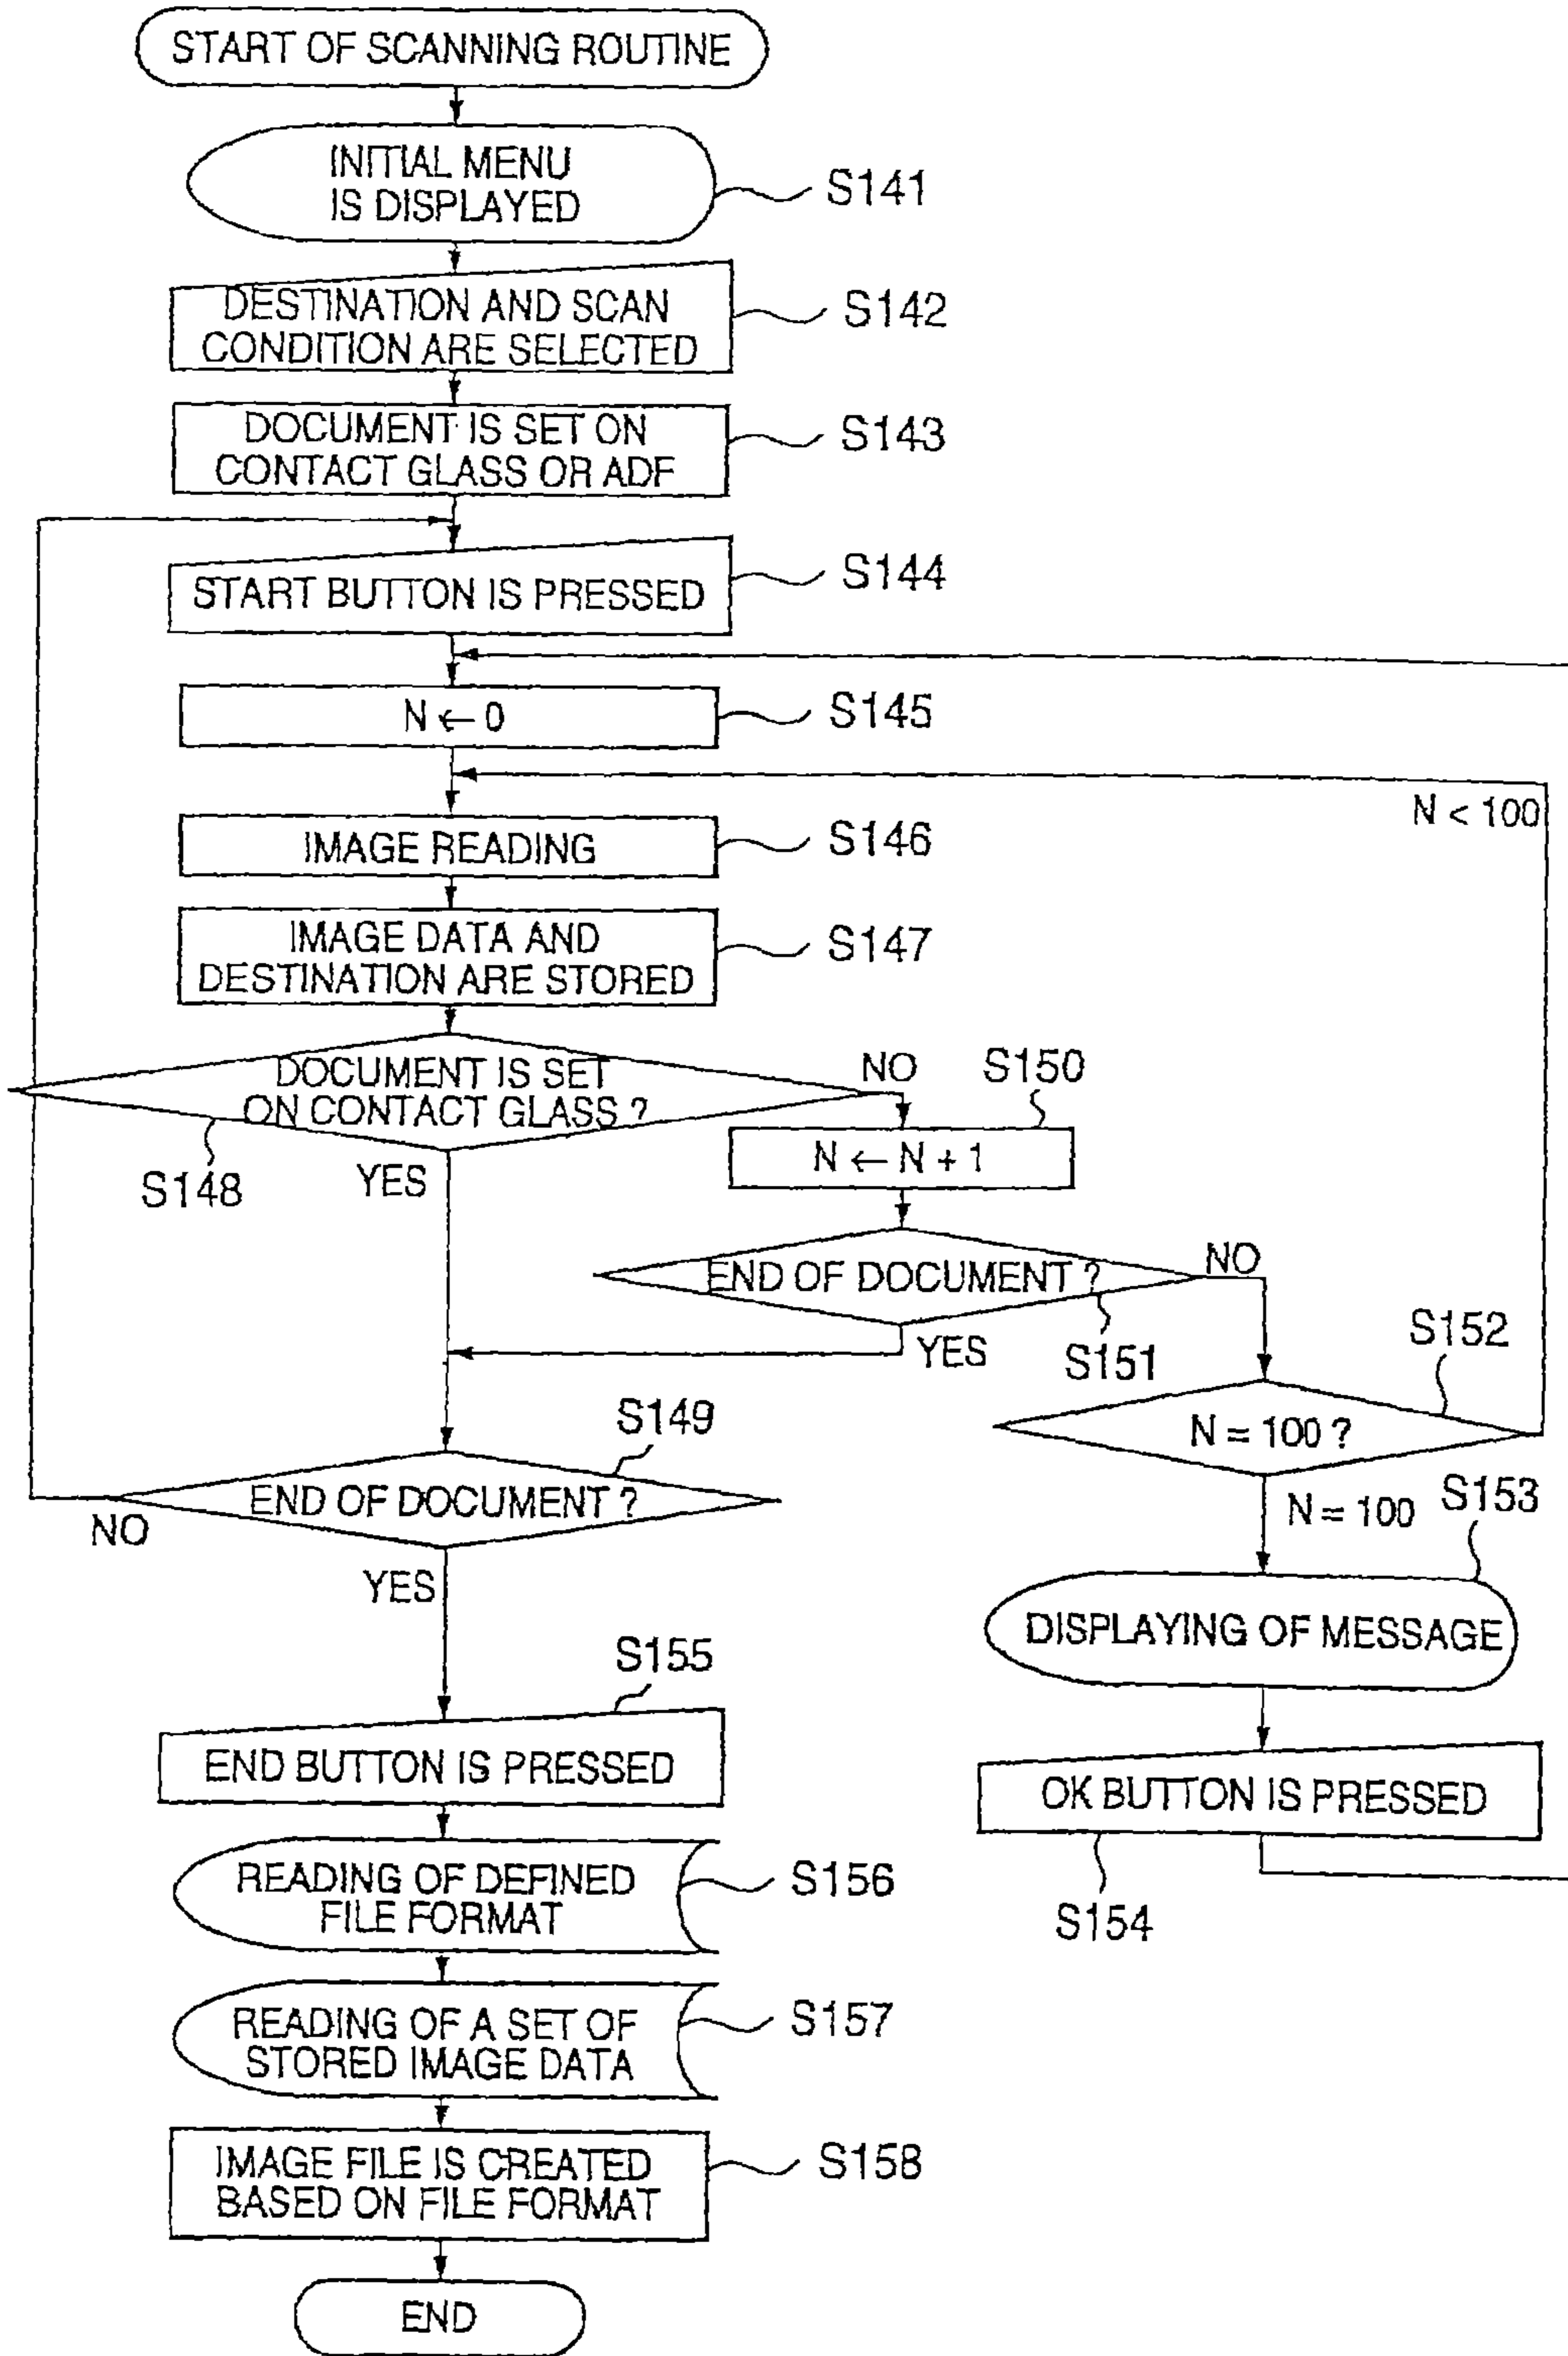 START OF SCANNING ROUTINE
INITIAL MENU
IS DISPLAYED
S141
DESTINATION AND SCAN
CONDITION ARE SELECTED
S142
DOCUMENT IS SET ON
CONTACT GLASS OR ADF
S143
START BUTTON IS PRESSED
S144
N ← 0
S145
N < 100
IMAGE READING
S146
IMAGE DATA AND
DESTINATION ARE STORED
S147
DOCUMENT IS SET
ON CONTACT GLASS ?
S148
NO
YES
S150
N ← N + 1
END OF DOCUMENT ?
NO
YES
S151
S152
N = 100 ?
N = 100
S149
END OF DOCUMENT ?
NO
YES
S153
DISPLAYING OF MESSAGE
S155
END BUTTON IS PRESSED
OK BUTTON IS PRESSED
S154
READING OF DEFINED
FILE FORMAT
S156
READING OF A SET OF
STORED IMAGE DATA
S157
IMAGE FILE IS CREATED
BASED ON FILE FORMAT
S158
END